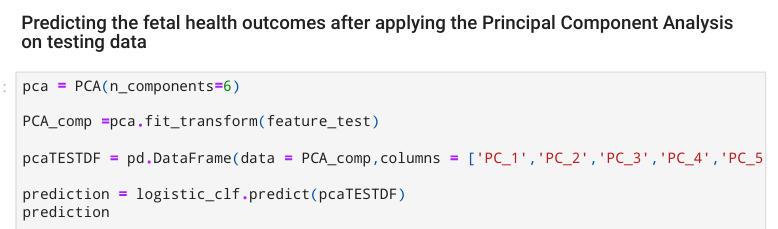 Predicting the fetal health outcomes after applying the Principal Component Analysis
on testing data
:
pca = PCA(n_components=6)
PCA_comp =pca.fit_transform(feature_test)
pcaTESTDF = pd.DataFrame(data = PCA_comp,columns = ['PC_1','PC_2','PC_3','PC_4','PC_5
prediction = logistic_clf.predict(pcaTESTDF)
prediction